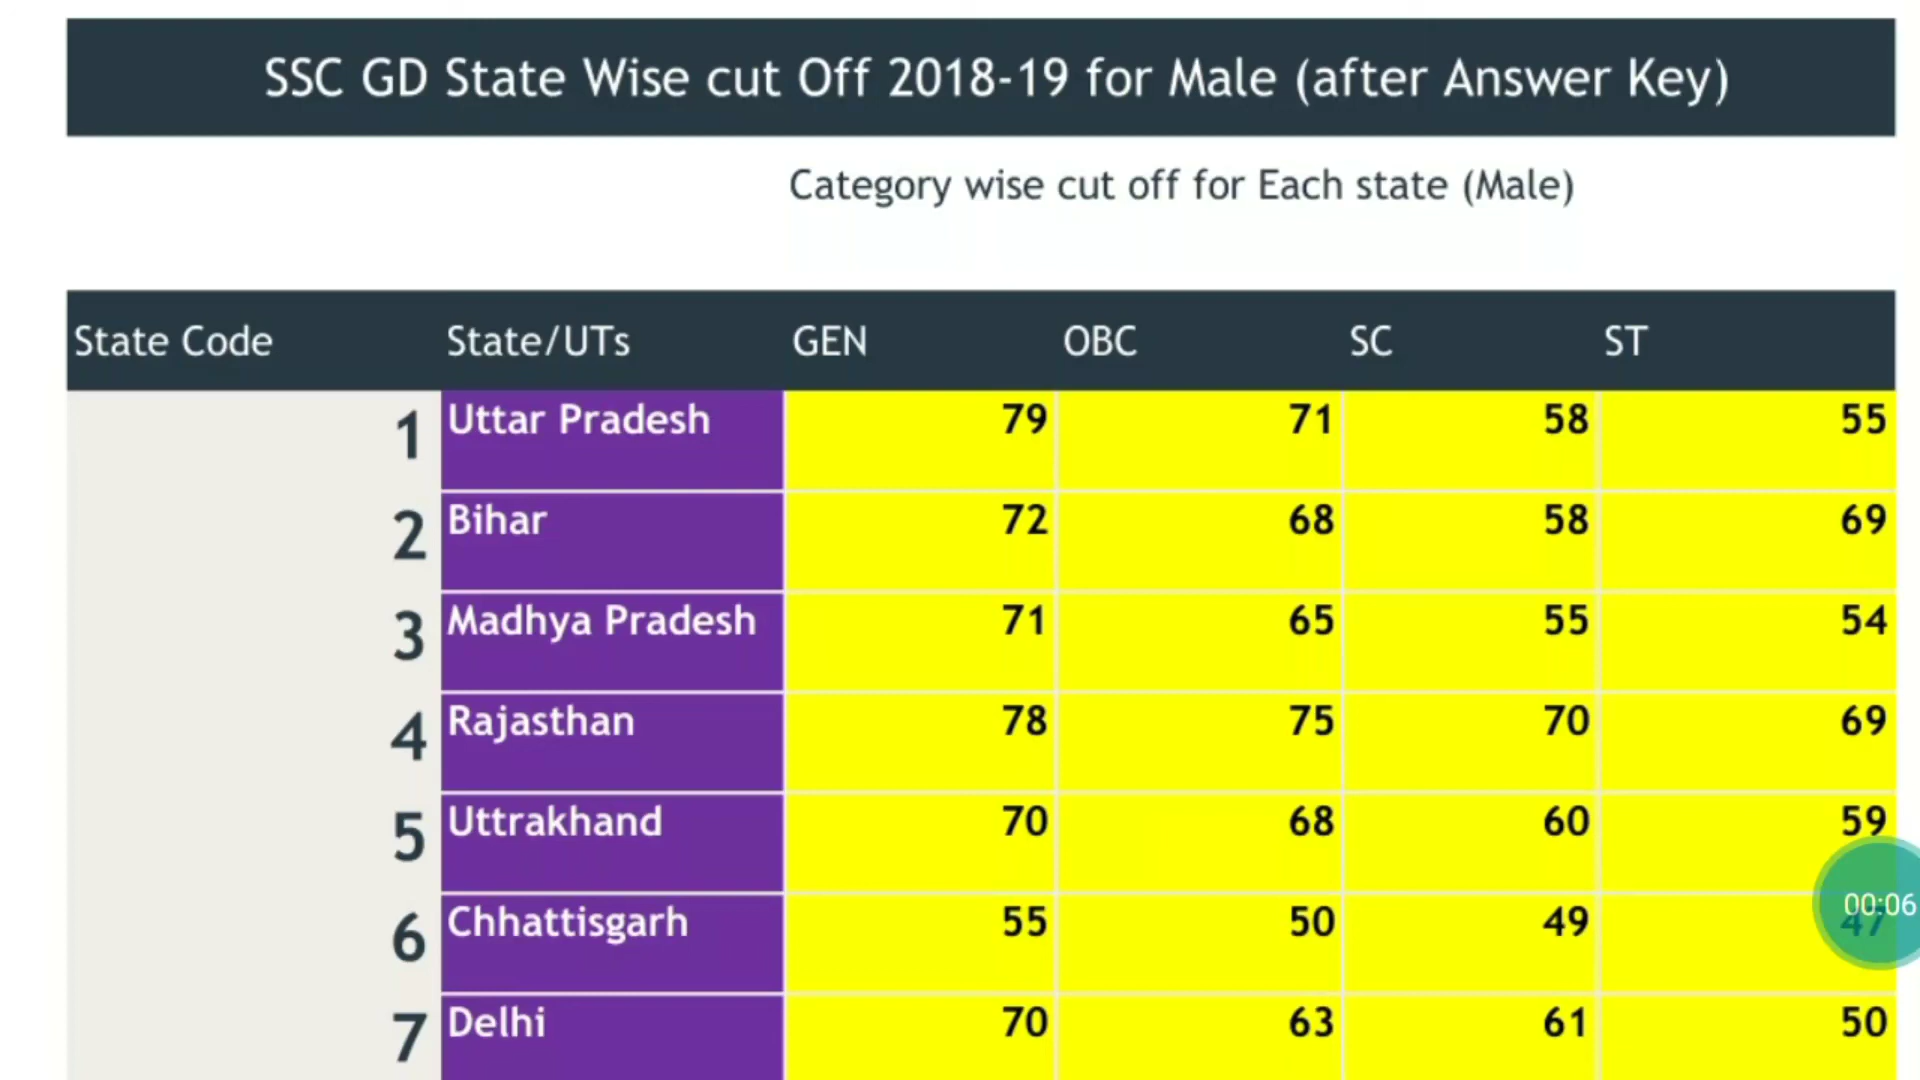 SSC GD State Wise cut Off 2018-19 for Male (after Answer Key)
Category wise cut off for Each state (Male)
State Code State/UTs GEN OBC SC ST
1 Uttar Pradesh 79 71 58 55
2 Bihar 72 68 58 69
3 Madhya Pradesh 71 65 55 54
4 Rajasthan 78 75 70 69
5 Uttrakhand 70 68 60 59
6 Chhattisgarh 55 50 49 47
00:06
7 Delhi 70 63 61 50